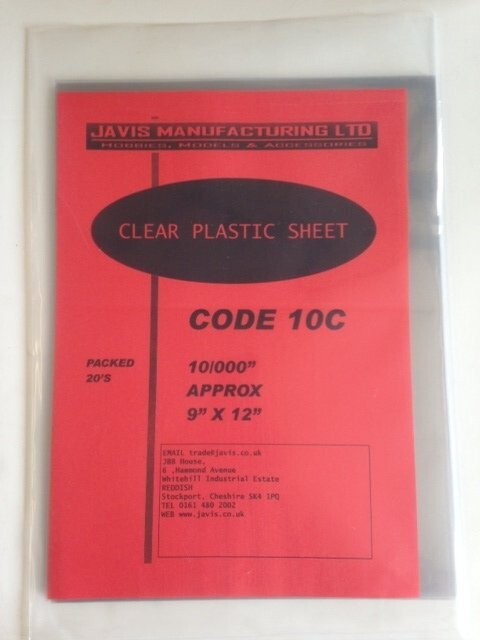 JAVIS MANUFACTURING LTD
HOBBIES, MODELS & ACCESSORIES
CLEAR PLASTIC SHEET
CODE 10C
PACKED
20'S
10/000"
APPROX
9" X 12"
EMAIL trade@javis.co.uk
JBB House,
6 ,Hammond Avenue
Whitehill Industrial Estate
REDDISH
Stockport, Cheshire SK4 1PQ
TEL 0161 480 2002
WEB www.javis.co.uk